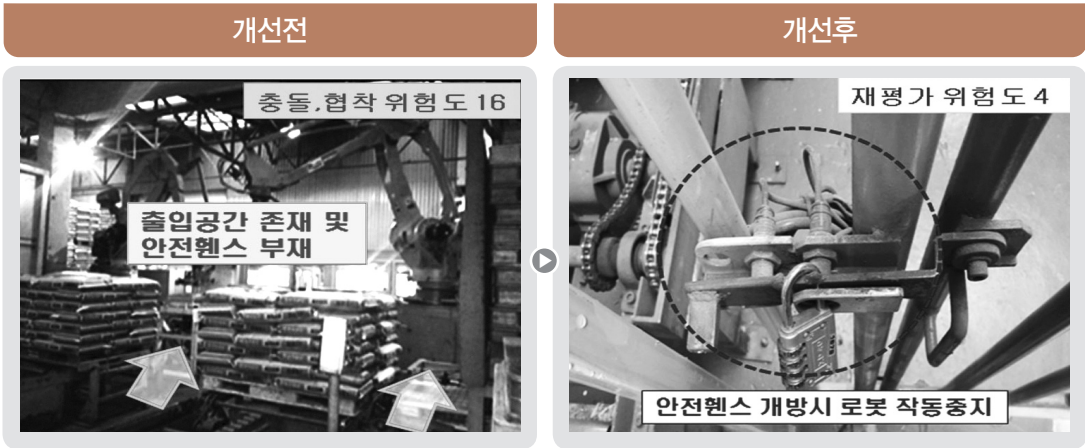 개선전
개선후
충돌,협착 위험도 16
출입공간 존재 및
안전휀스 부재
재평가 위험도 4
안전휀스 개방시 로봇 작동중지